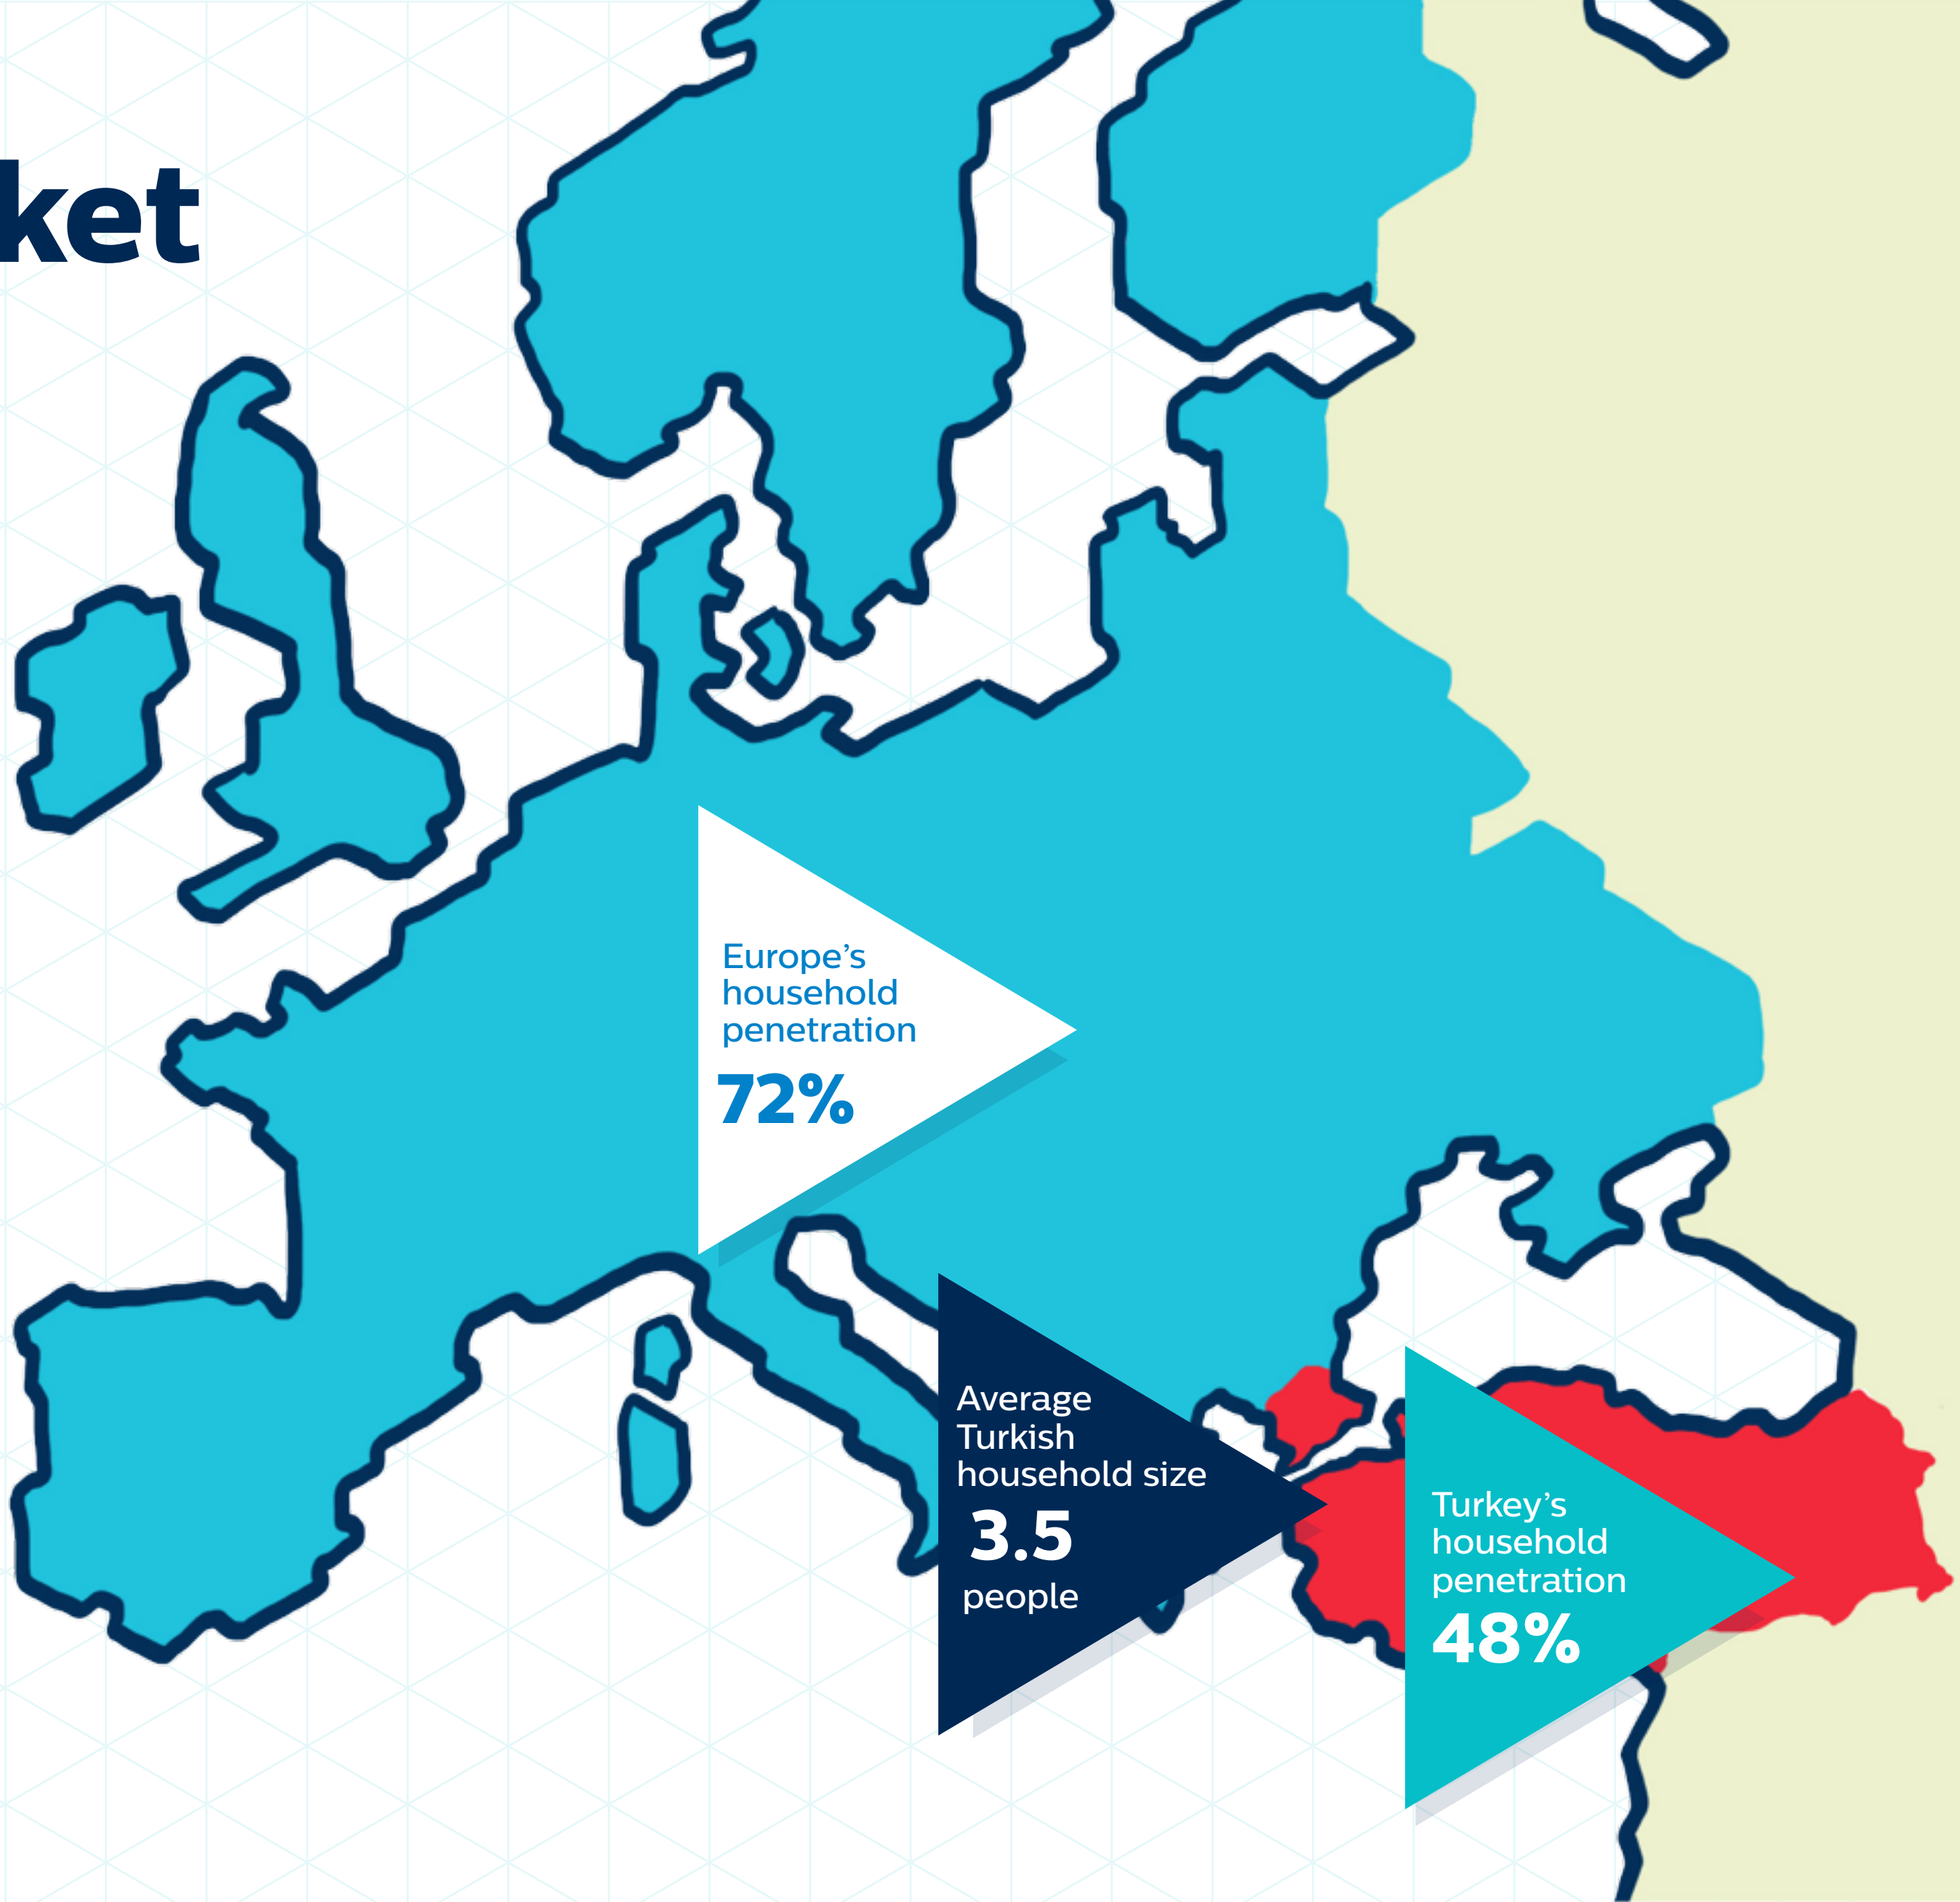 ket
Europe’s
household
penetration
72%
Average
Turkish
household size
3.5
people
Turkey’s
household
penetration
48%